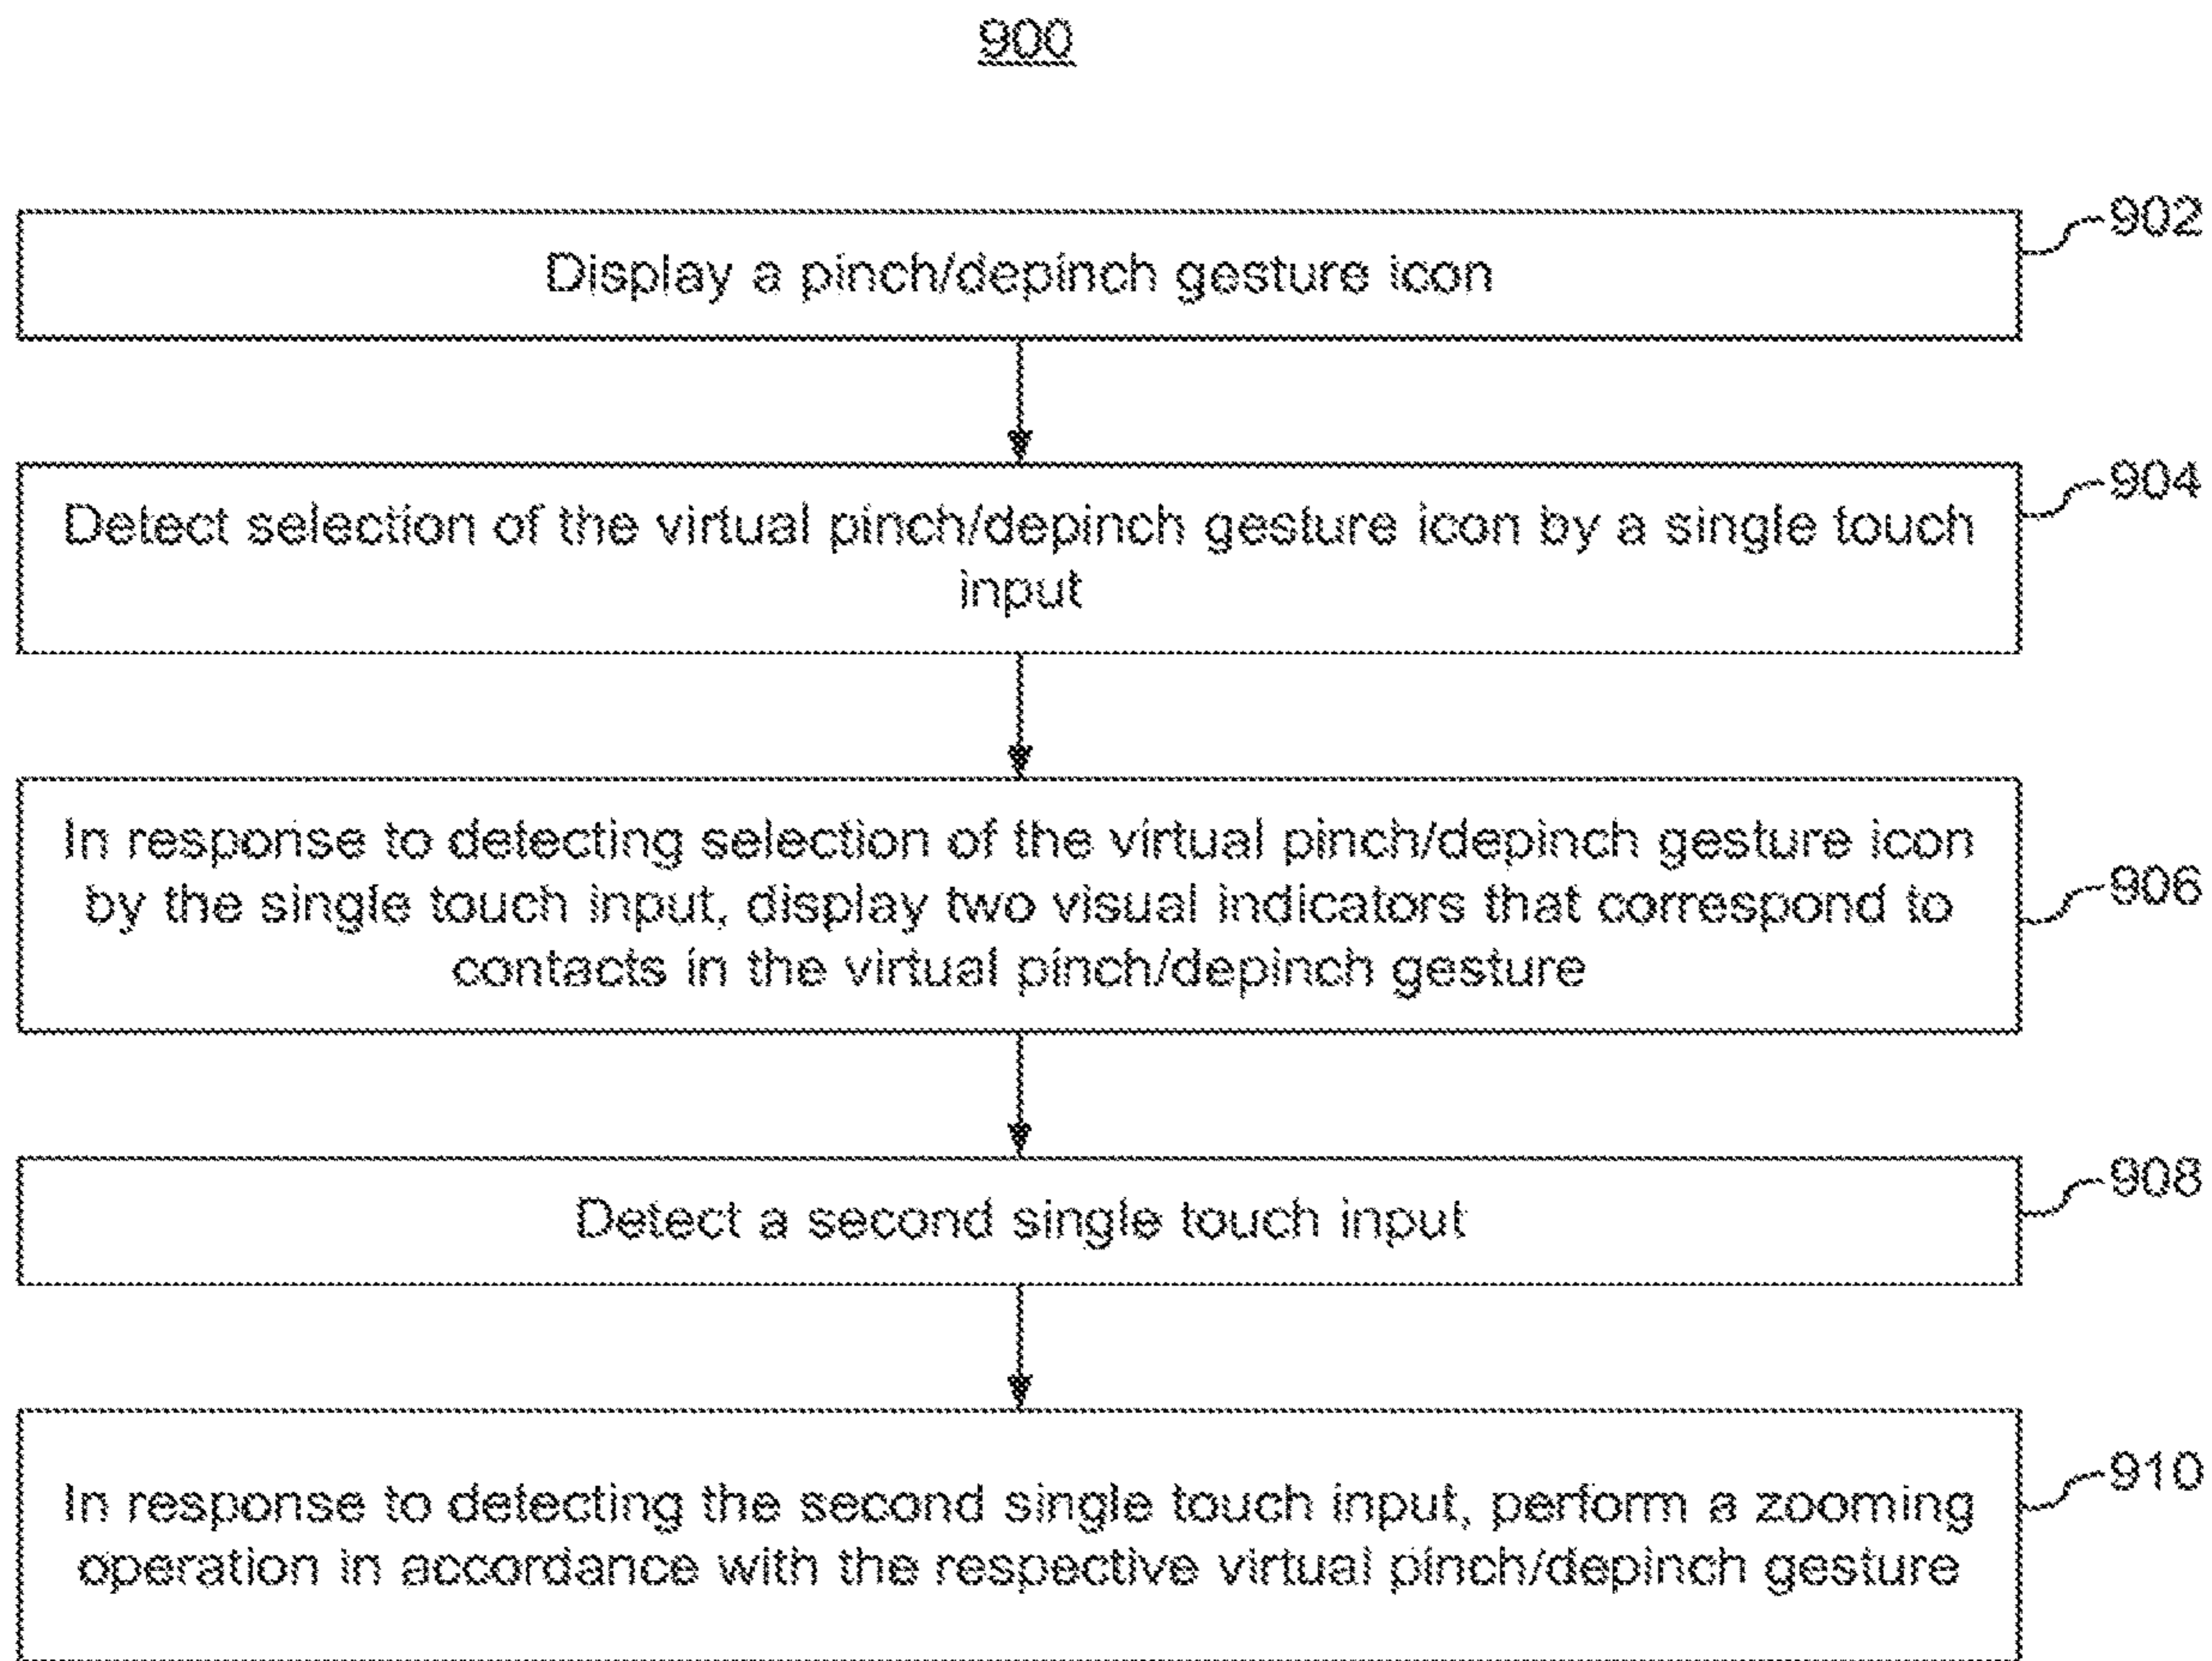 900
902
Display a pinch/depinch gesture icon
904
Detect selection of the virtual pinch/depinch gesture icon by a single touch
input
In response to detecting selection of the virtual pinch/depinch gesture icon
906
by the single touch input, display two visual indicators that correspond to
contacts in the virtual pinch/depinch gesture
908
Detect a second single touch input
910
In response to detecting the second single touch input, perform a zooming
operation in accordance with the respective virtual pinch/depinch gesture